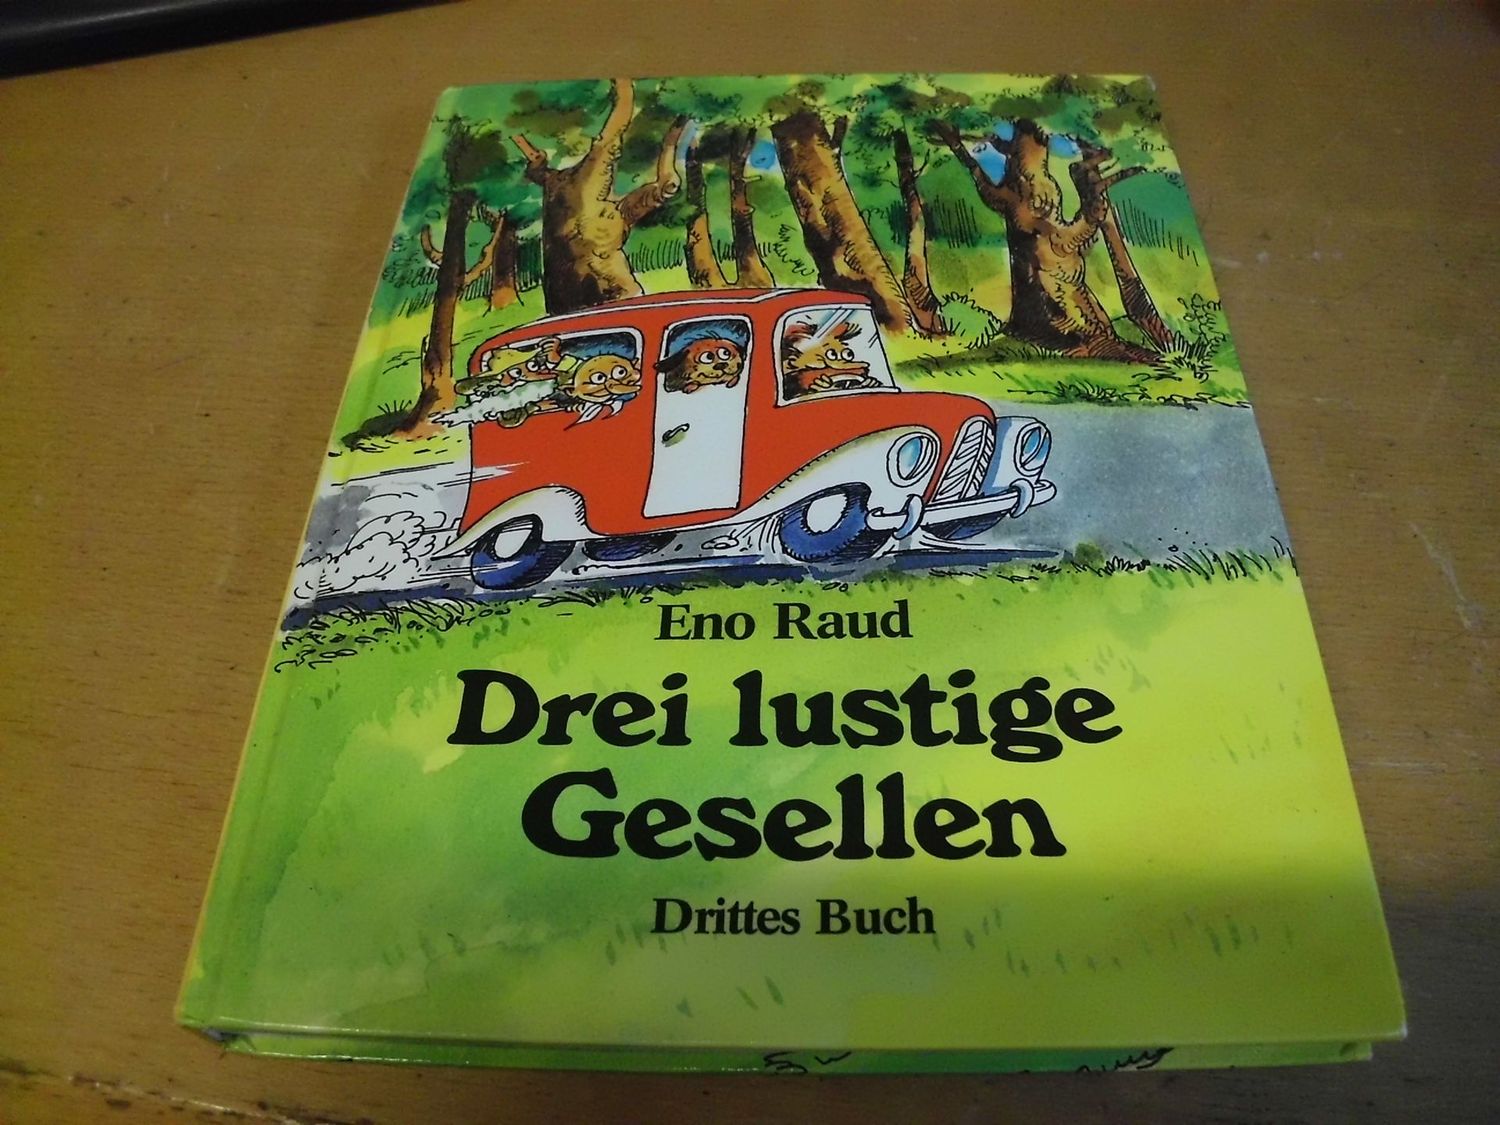 Eno Raud
Drei lustige
Gesellen
Drittes Buch